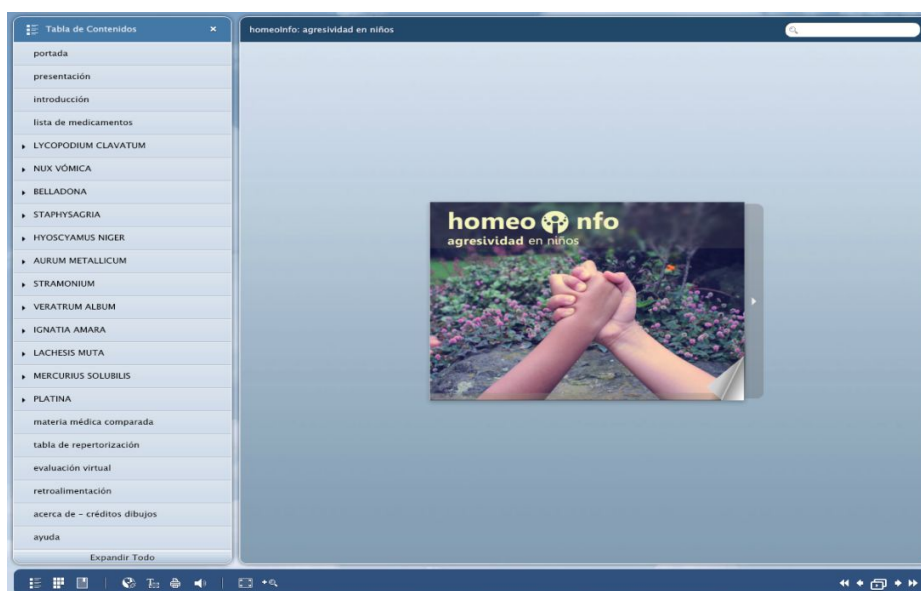 Tabla de Contenidos
×
portada
presentación
introducción
lista de medicamentos
LYCOPODIUM CLAVATUM
NUX VÓMICA
BELLADONA
STAPHYSAGRIA
HYOSCYAMUS NIGER
AURUM METALLICUM
STRAMONIUM
VERATRUM ALBUM
IGNATIA AMARA
LACHESIS MUTA
MERCURIUS SOLUBILIS
PLATINA
materia médica comparada
tabla de repertorización
evaluación virtual
retroalimentación
acerca de – créditos dibujos
ayuda
Expandir Todo
homeoInfo: agresividad en niños
homeo nfo
agresividad en niños